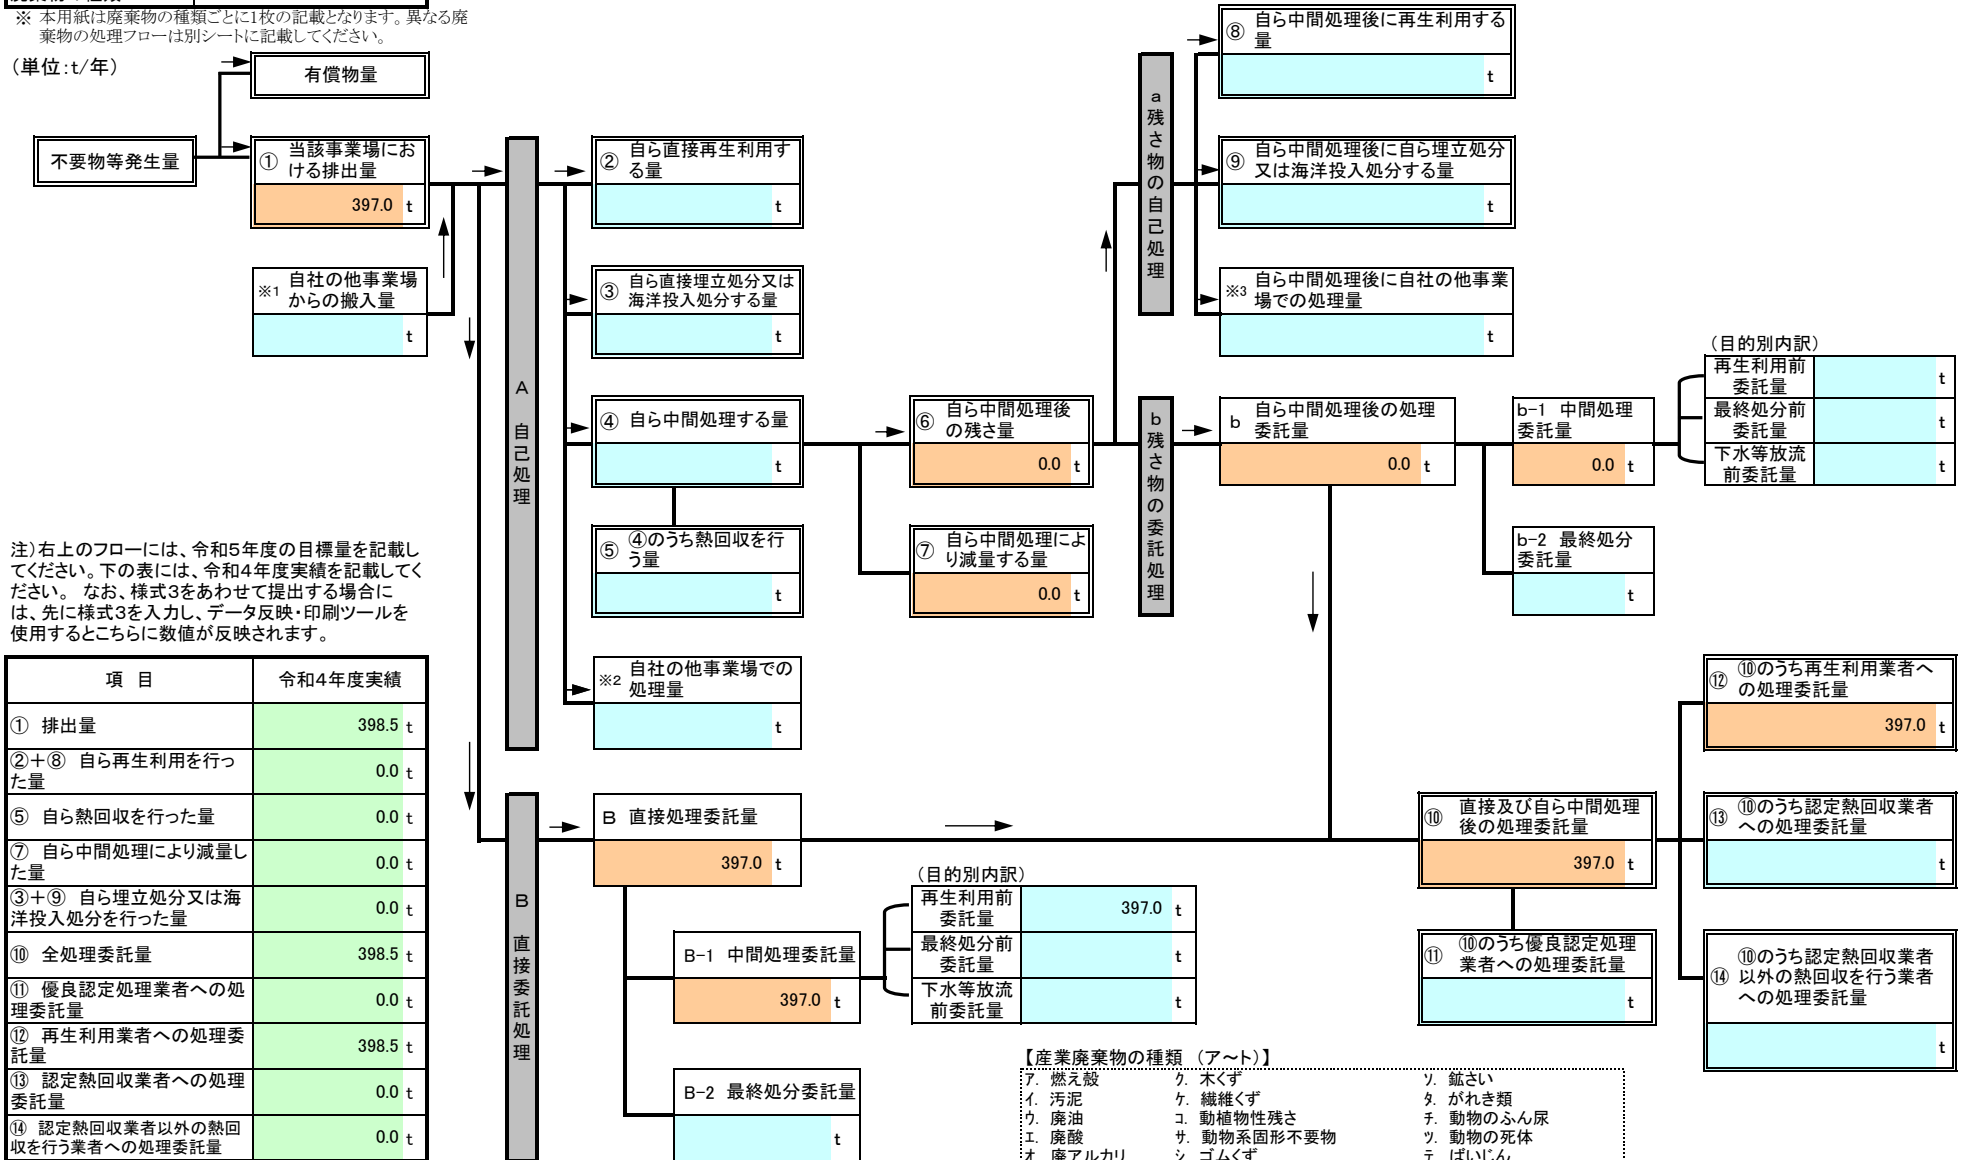 ※ 本用紙は廃棄物の種類ごとに1枚の記載となります。異なる廃
棄物の処理フローは別シートに記載してください。
(単位:t/年)
有償物量
不要物等発生量
① 当該事業場にお
ける排出量
397.0 t
※1 自社の他事業場
からの搬入量
t
A 自己処理
② 自ら直接再生利用す
る量
t
③ 自ら直接埋立処分又は
海洋投入処分する量
t
④ 自ら中間処理する量
t
⑤ ④のうち熱回収を行
う量
t
※2 自社の他事業場での
処理量
t
⑥ 自ら中間処理後
の残さ量
0.0 t
⑦ 自ら中間処理によ
り減量する量
0.0 t
a 残さ物の自己処理
⑧ 自ら中間処理後に再生利用する
量
t
⑨ 自ら中間処理後に自ら埋立処分
又は海洋投入処分する量
t
※3 自ら中間処理後に自社の他事業
場での処理量
t
b 残さ物の委託処理
b 自ら中間処理後の処理
委託量
0.0 t
b-1 中間処理
委託量
0.0 t
(目的別内訳)
再生利用前
委託量
t
最終処分前
委託量
t
下水等放流
前委託量
t
b-2 最終処分
委託量
t
注)右上のフローには、令和5年度の目標量を記載し
てください。下の表には、令和4年度実績を記載してく
ださい。 なお、様式3をあわせて提出する場合に
は、先に様式3を入力し、データ反映・印刷ツールを
使用するとこちらに数値が反映されます。
項 目 令和4年度実績
① 排出量 398.5 t
②+⑧ 自ら再生利用を行っ
た量 0.0 t
⑤ 自ら熱回収を行った量 0.0 t
⑦ 自ら中間処理により減量し
た量 0.0 t
③+⑨ 自ら埋立処分又は海
洋投入処分を行った量 0.0 t
⑩ 全処理委託量 398.5 t
⑪ 優良認定処理業者への処
理委託量 0.0 t
⑫ 再生利用業者への処理委
託量 398.5 t
⑬ 認定熱回収業者への処理
委託量 0.0 t
⑭ 認定熱回収業者以外の熱回
収を行う業者への処理委託量 0.0 t
B 直接委託処理
B 直接処理委託量
397.0 t
B-1 中間処理委託量
397.0 t
(目的別内訳)
再生利用前
委託量
397.0 t
最終処分前
委託量
t
下水等放流
前委託量
t
B-2 最終処分委託量
t
⑩ 直接及び自ら中間処理
後の処理委託量
397.0 t
⑪ ⑩のうち優良認定処理
業者への処理委託量
t
⑫ ⑩のうち再生利用業者へ
の処理委託量
397.0 t
⑬ ⑩のうち認定熱回収業者
への処理委託量
t
⑭ ⑩のうち認定熱回収業者
以外の熱回収を行う業者
への処理委託量
t
【産業廃棄物の種類 (ア~ト)】
ア. 燃え殻 ク. 木くず ソ. 鉱さい
イ. 汚泥 ケ. 繊維くず タ. がれき類
ウ. 廃油 コ. 動植物性残さ チ. 動物のふん尿
エ. 廃酸 サ. 動物系固形不要物 ツ. 動物の死体
オ. 廃アルカリ シ. ゴムくず テ. ばいじん